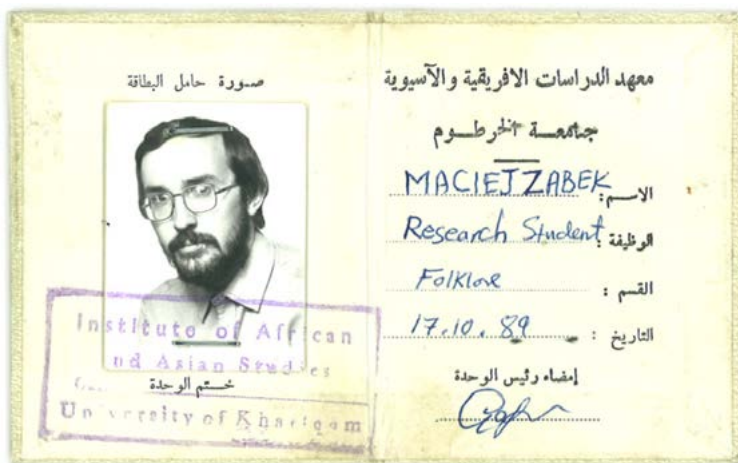 صورة حامل البطاقة
Institute of African
and Asian Studies
ختم الوحدة
University of Khartoum
معهد الدراسات الافريقية والآسيوية
جامعة الخرطوم
الاسم: MACIEJ ZABEK
الوظيفة: Research Student
القسم : Folklore
التاريخ : 17.10.89
إمضاء رئيس الوحدة